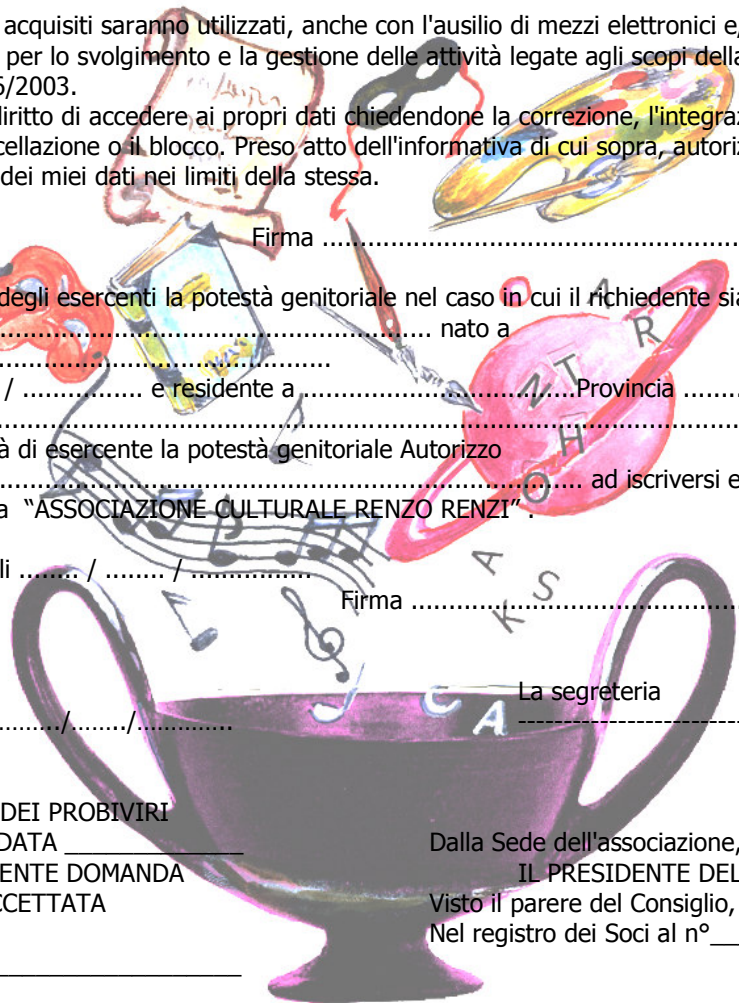 acquisiti saranno utilizzati, anche con l'ausilio di mezzi elettronici e
per lo svolgimento e la gestione delle attività legate agli scopi della
6/2003.
diritto di accedere ai propri dati chiedendone la correzione, l'integraz
cellazione o il blocco. Preso atto dell'informativa di cui sopra, autoriz
dei miei dati nei limiti della stessa.
Firma ........................................................
degli esercenti la potestà genitoriale nel caso in cui il richiedente sia
.......................................................... nato a
............................................
/ ................ e residente a ....................................Provincia ........
................................................................................................
à di esercente la potestà genitoriale Autorizzo
............................................................................ ad iscriversi e
a "ASSOCIAZIONE CULTURALE RENZO RENZI" .
li ........ / ........ / ................
Firma ............................................
La segreteria
………/……../………….
-------------------------
DEI PROBIVIRI
DATA _____________
Dalla Sede dell'associazione,
ENTE DOMANDA
IL PRESIDENTE DEL
CCETTATA
Visto il parere del Consiglio,
Nel registro dei Soci al n°__
__________________
A
R
T
N
H
O
A
S
K
J
C
A